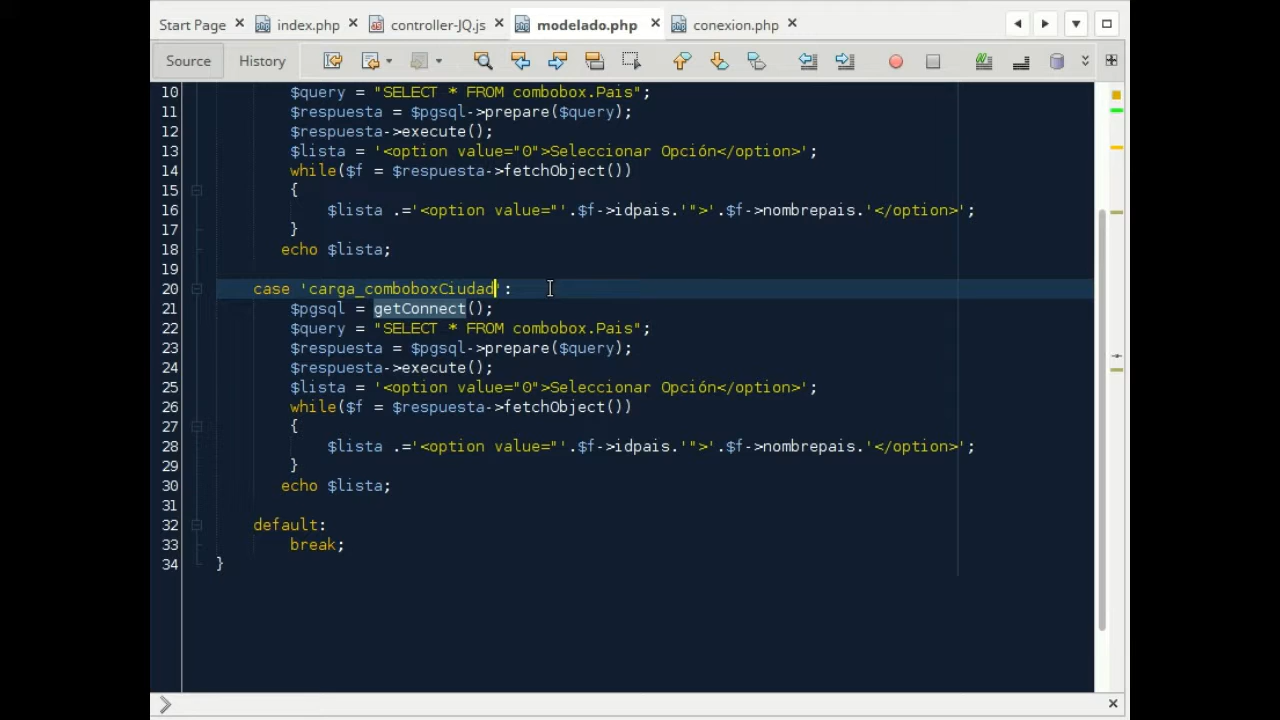 Start Page index.php controller-JQ.js modelado.php conexion.php
Source History
10 $query = "SELECT * FROM combobox.Pais";
11 $respuesta = $pgsql->prepare($query);
12 $respuesta->execute();
13 $lista = '<option value="0">Seleccionar Opción</option>';
14 while($f = $respuesta->fetchObject())
15 {
16 $lista .='<option value="'.$f->idpais.'">'.$f->nombrepais.'</option>';
17 }
18 echo $lista;
19
20 case 'carga_comboboxCiudad':
21 $pgsql = getConnect();
22 $query = "SELECT * FROM combobox.Pais";
23 $respuesta = $pgsql->prepare($query);
24 $respuesta->execute();
25 $lista = '<option value="0">Seleccionar Opción</option>';
26 while($f = $respuesta->fetchObject())
27 {
28 $lista .='<option value="'.$f->idpais.'">'.$f->nombrepais.'</option>';
29 }
30 echo $lista;
31
32 default:
33 break;
34 }